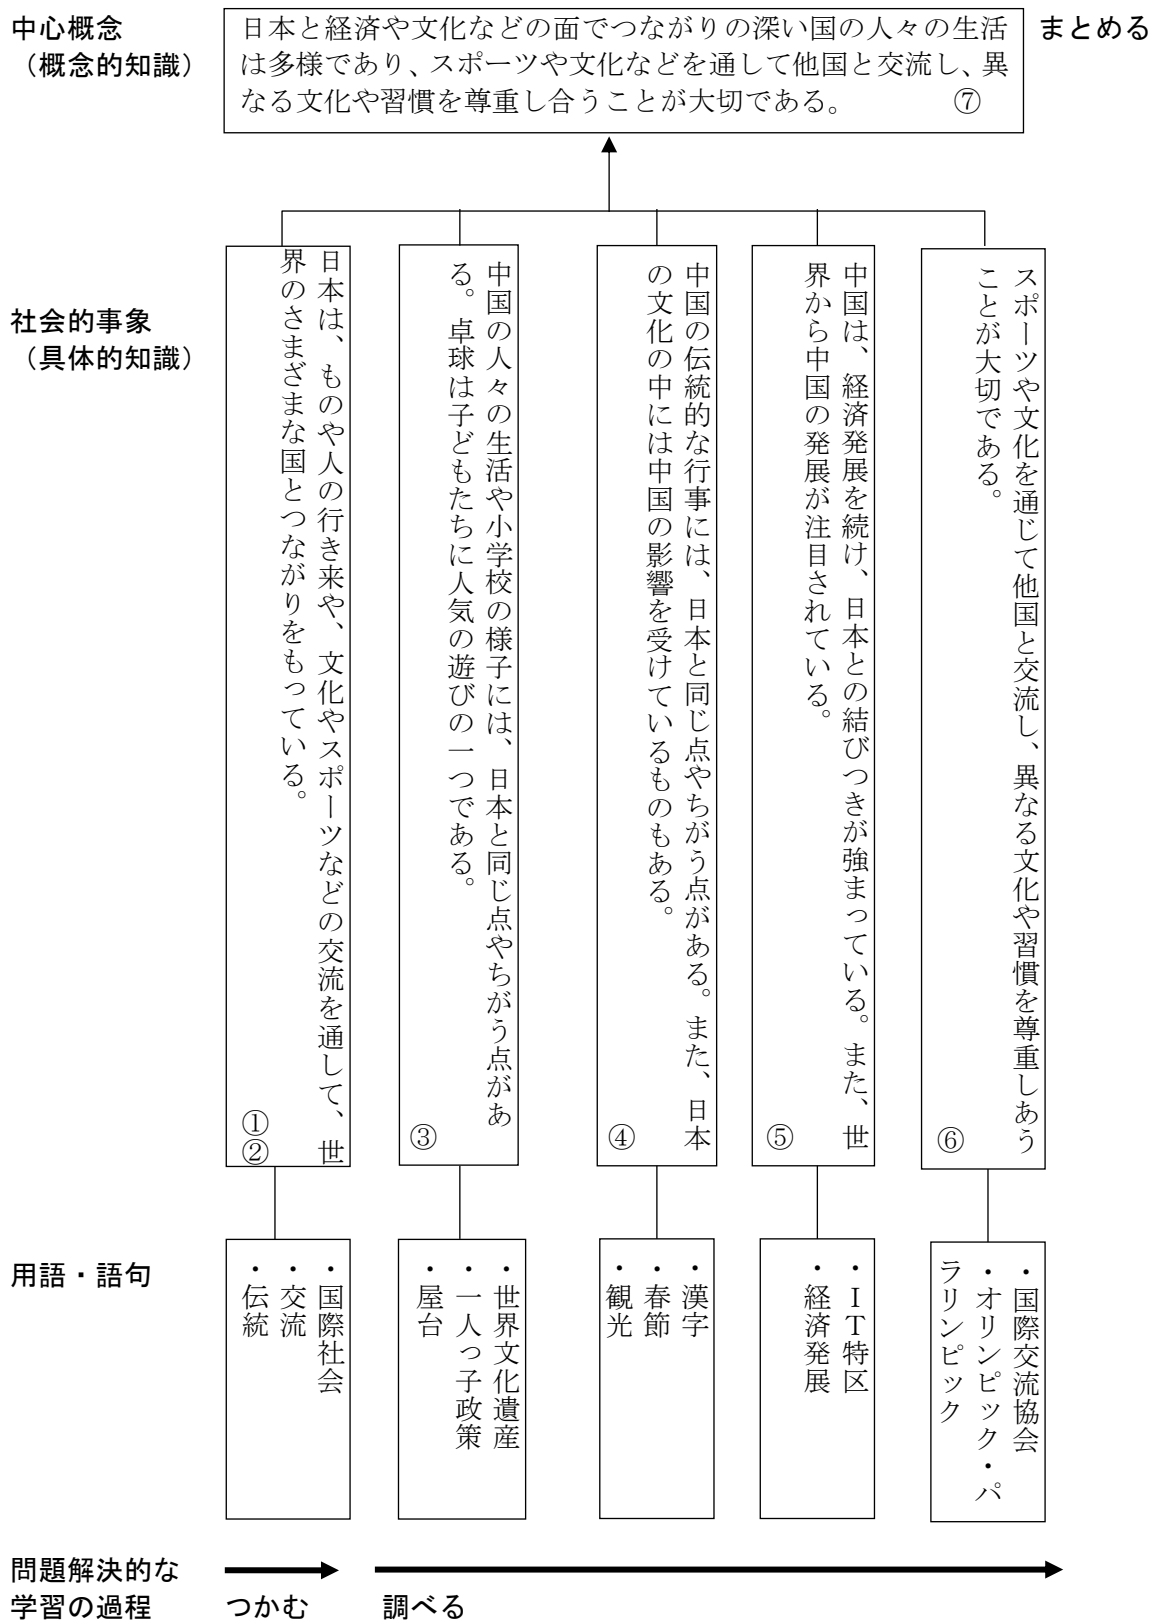 中心概念
（概念的知識）
日本と経済や文化などの面でつながりの深い国の人々の生活
は多様であり、スポーツや文化などを通して他国と交流し、異
なる文化や習慣を尊重し合うことが大切である。 ⑦
まとめる
社会的事象
（具体的知識）
日本は、ものや人の行き来や、文化やスポーツなどの交流を通して、世
界のさまざまな国とつながりをもっている。
①②
中国の人々の生活や小学校の様子には、日本と同じ点やちがう点があ
る。卓球は子どもたちに人気の遊びの一つである。
③
中国の伝統的な行事には、日本と同じ点やちがう点がある。また、日本
の文化の中には中国の影響を受けているものもある。
④
中国は、経済発展を続け、日本との結びつきが強まっている。また、世
界から中国の発展が注目されている。
⑤
スポーツや文化を通じて他国と交流し、異なる文化や習慣を尊重しあう
ことが大切である。
⑥
用語・語句
・国際社会
・交流
・伝統
・世界文化遺産
・一人っ子政策
・屋台
・漢字
・春節
・観光
・ＩＴ特区
・経済発展
・国際交流協会
・オリンピック・パ
ラリンピック
問題解決的な
学習の過程
つかむ
調べる